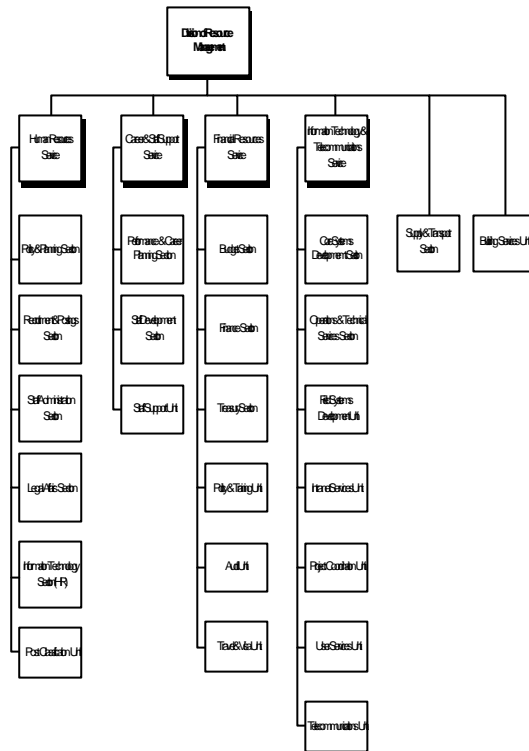 Division of Resource
Management
Human Resources
Service
Career & Staff Support
Service
Financial Resources
Service
Information Technology &
Telecommunications
Service
Policy & Planning Section
Performance & Career
Planning Section
Budget Section
Core Systems
Development Section
Supply & Transport
Section
Building Services Unit
Recruitment & Postings
Section
Staff Development
Section
Finance Section
Operations & Technical
Services Section
Staff Administration
Section
Staff Support Unit
Treasury Section
Field Systems
Development Unit
Legal Affairs Section
Policy & Training Unit
Intranet Services Unit
Information Technology
Section (HR)
Audit Unit
Project Coordination Unit
Post Classification Unit
Travel & Visa Unit
User Services Unit
Telecommunications Unit